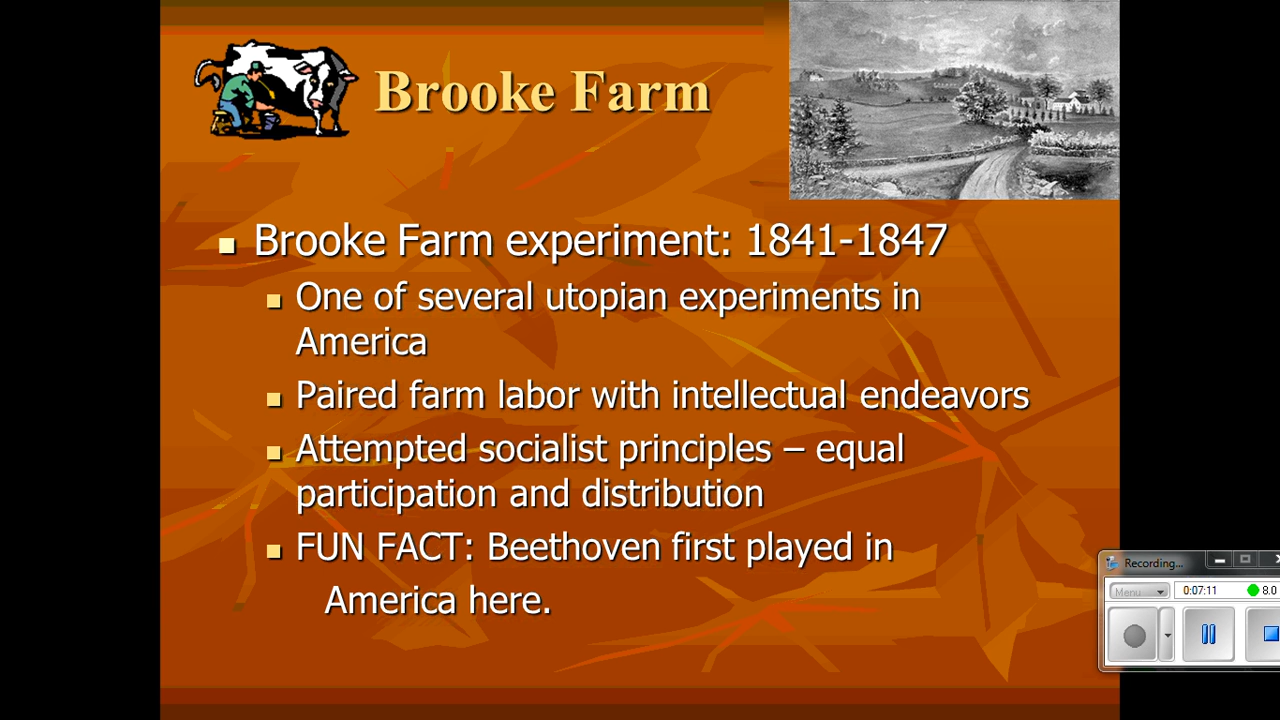 Brooke Farm
Brooke Farm experiment: 1841-1847
One of several utopian experiments in
America
Paired farm labor with intellectual endeavors
Attempted socialist principles – equal
participation and distribution
FUN FACT: Beethoven first played in
America here.
Recording...
Menu
0:07:11
8.0